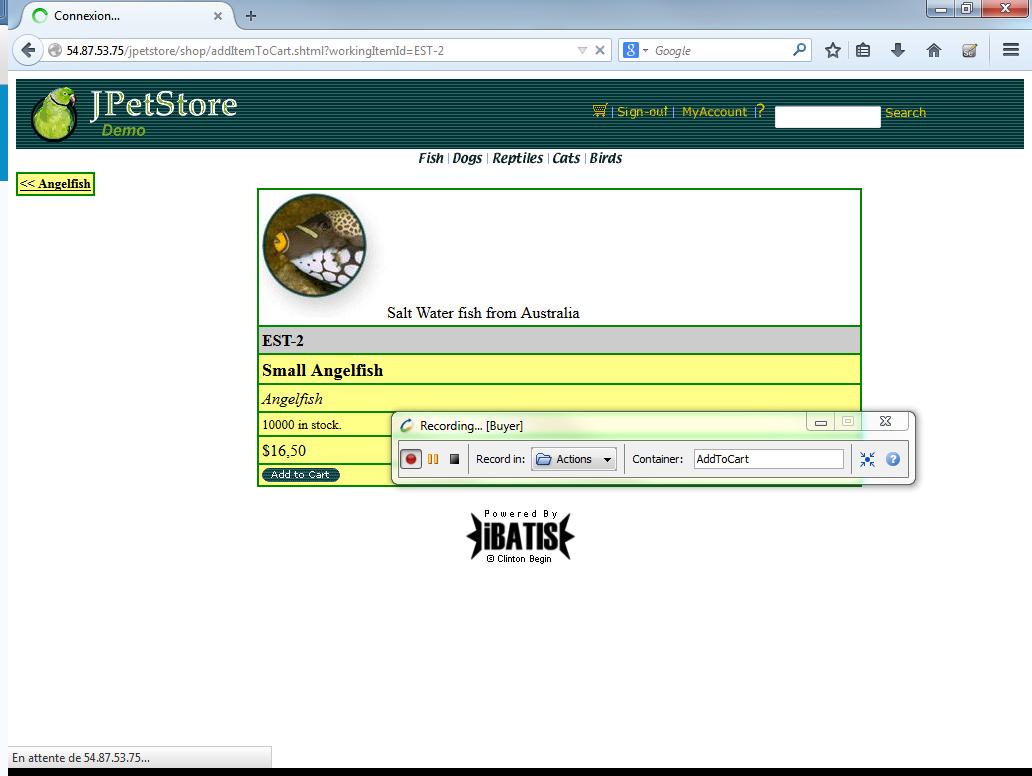 Connexion...
54.87.53.75/jpetstore/shop/addItemToCart.shtml?workingItemId=EST-2
8
Google
JPetStore
Demo
| Sign-out | MyAccount | ?
Search
Fish | Dogs | Reptiles | Cats | Birds
<< Angelfish
Salt Water fish from Australia
EST-2
Small Angelfish
Angelfish
10000 in stock.
$16,50
Add to Cart
Recording... [Buyer]
Record in:
Actions
Container:
AddToCart
?
Powered By
iBATIS
© Clinton Begin
En attente de 54.87.53.75...